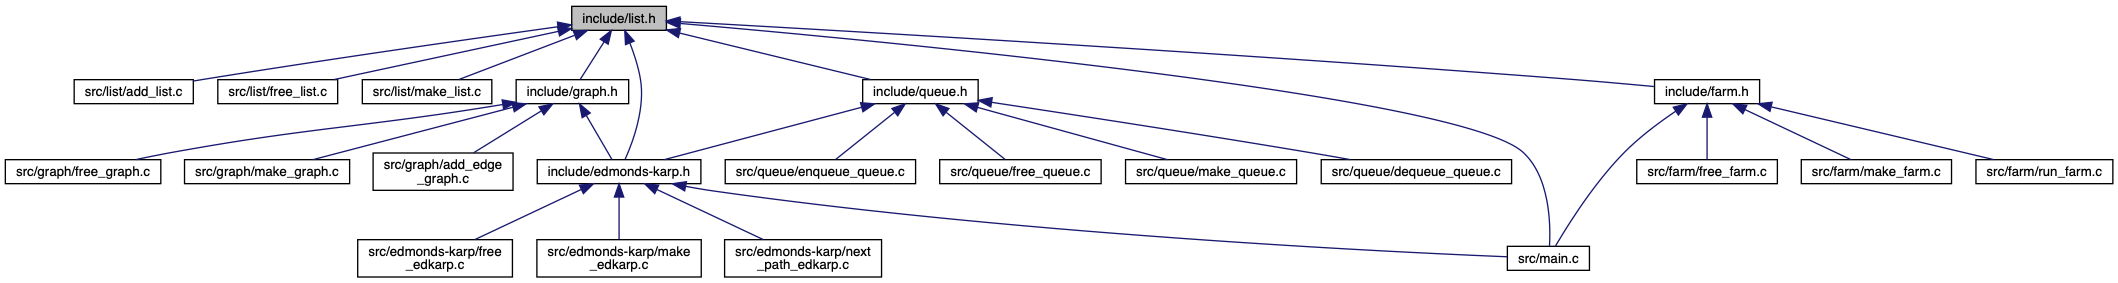 include/list.h
src/list/add_list.c
src/list/free_list.c
src/list/make_list.c
include/graph.h
include/queue.h
include/farm.h
src/graph/free_graph.c
src/graph/make_graph.c
src/graph/add_edge
_graph.c
include/edmonds-karp.h
src/queue/enqueue_queue.c
src/queue/free_queue.c
src/queue/make_queue.c
src/queue/dequeue_queue.c
src/farm/free_farm.c
src/farm/make_farm.c
src/farm/run_farm.c
src/edmonds-karp/free
_edkarp.c
src/edmonds-karp/make
_edkarp.c
src/edmonds-karp/next
_path_edkarp.c
src/main.c